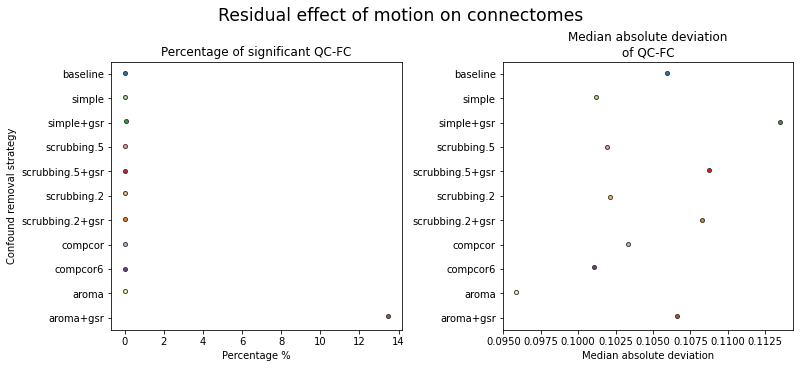 Residual effect of motion on connectomes
Percentage of significant QC-FC
Confound removal strategy
baseline
simple
simple+gsr
scrubbing.5
scrubbing.5+gsr
scrubbing.2
scrubbing.2+gsr
compcor
compcor6
aroma
aroma+gsr
0 2 4 6 8 10 12 14
Percentage %
Median absolute deviation
of QC-FC
baseline
simple
simple+gsr
scrubbing.5
scrubbing.5+gsr
scrubbing.2
scrubbing.2+gsr
compcor
compcor6
aroma
aroma+gsr
0.0950 0.0975 0.1000 0.1025 0.1050 0.1075 0.1100 0.1125
Median absolute deviation